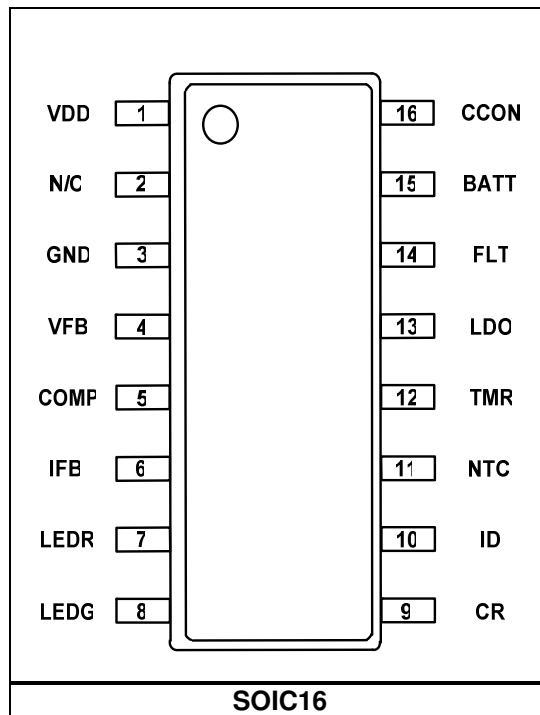 VDD 1 16 CCON
N/C 2 15 BATT
GND 3 14 FLT
VFB 4 13 LDO
COMP 5 12 TMR
IFB 6 11 NTC
LEDR 7 10 ID
LEDG 8 9 CR
SOIC16